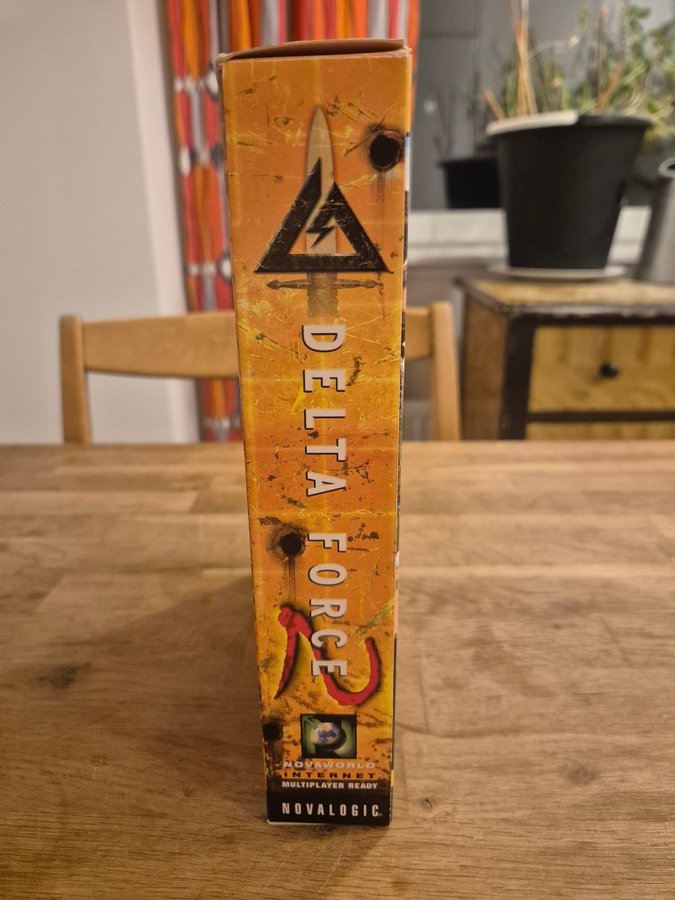 DELTA FORCE
2
NOVAWORLD
INTERNET
MULTIPLAYER READY
NOVALOGIC